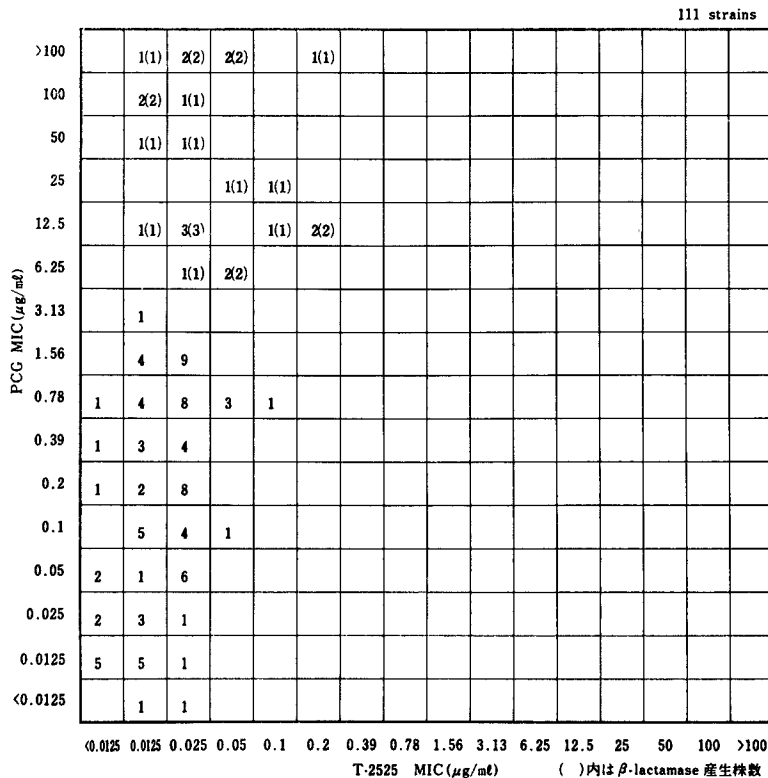 111 strains
>100 1(1) 2(2) 2(2) 1(1)
100 2(2) 1(1)
50 1(1) 1(1)
25 1(1) 1(1)
12.5 1(1) 3(3) 1(1) 2(2)
6.25 1(1) 2(2)
3.13 1
1.56 4 9
0.78 1 4 8 3 1
0.39 1 3 4
0.2 1 2 8
0.1 5 4 1
0.05 2 1 6
0.025 2 3 1
0.0125 5 5 1
<0.0125 1 1
PCG MIC(μg/ml)
<0.0125 0.0125 0.025 0.05 0.1 0.2 0.39 0.78 1.56 3.13 6.25 12.5 25 50 100 >100
T-2525 MIC(μg/ml) ( )内はβ-lactamase 産生株数